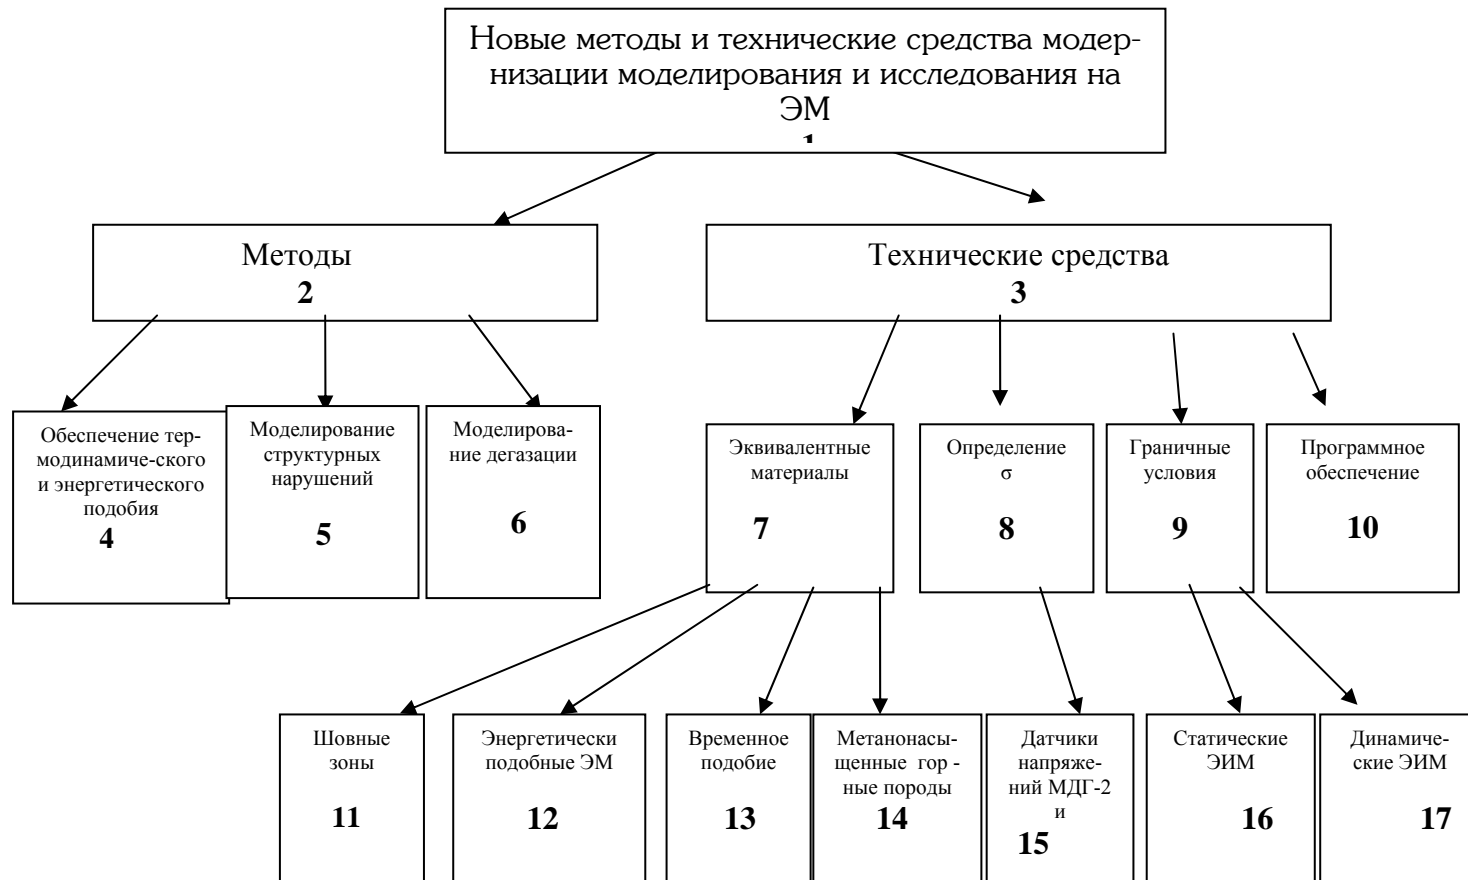 Новые методы и технические средства модер-
низации моделирования и исследования на
ЭМ
1
Методы
2
Технические средства
3
Обеспечение тер-
модинамиче-ского
и энергетического
подобия
4
Моделирование
структурных
нарушений
5
Моделирова-
ние дегазации
6
Эквивалентные
материалы
7
Определение
σ
8
Граничные
условия
9
Программное
обеспечение
10
Шовные
зоны
11
Энергетически
подобные ЭМ
12
Временное
подобие
13
Метанонасы-
щенные гор -
ные породы
14
Датчики
напряже-
ний МДГ-2
и
15
Статические
ЭИМ
16
Динамиче-
ские ЭИМ
17